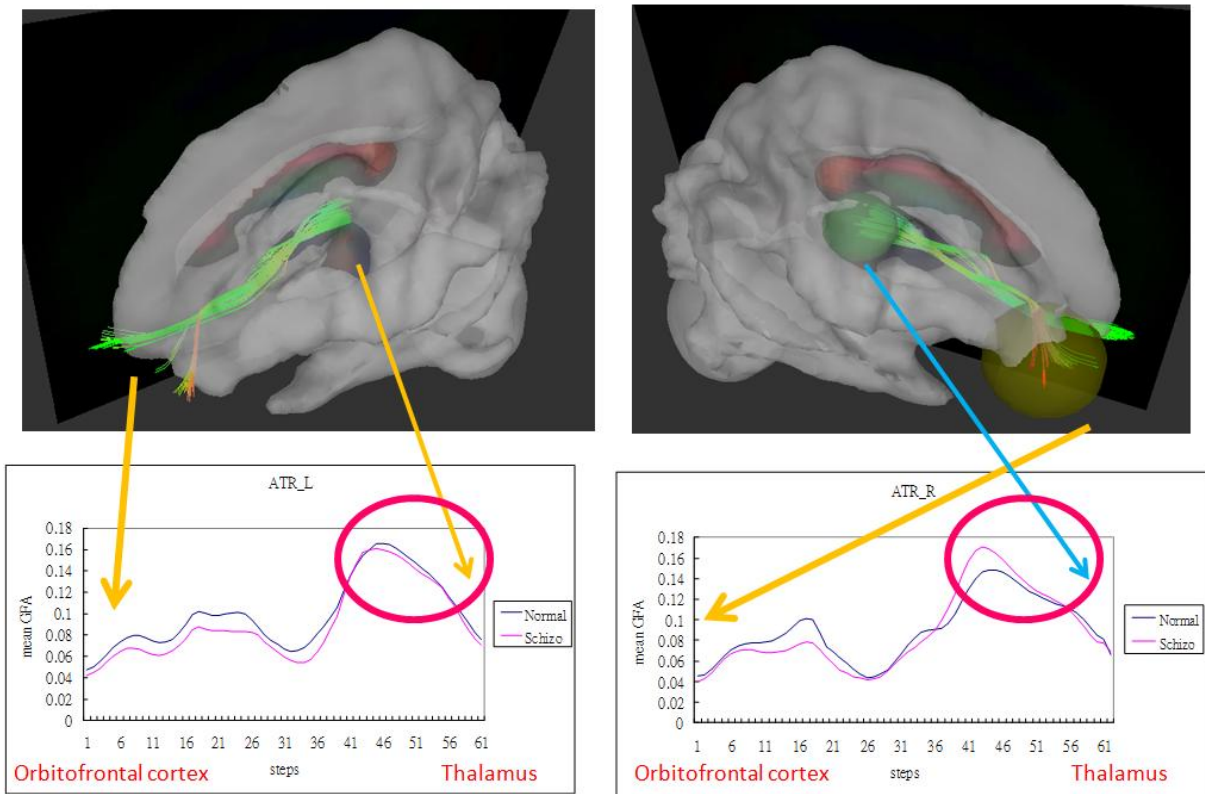 ATR_L
0.18
0.16
0.14
0.12
0.1
0.08
0.06
0.04
0.02
0
mean GFA
1 6 11 16 21 26 31 36 41 46 51 56 61
steps
Normal
Schizo
Orbitofrontal cortex
Thalamus
ATR_R
0.18
0.16
0.14
0.12
0.1
0.08
0.06
0.04
0.02
0
mean GFA
1 6 11 16 21 26 31 36 41 46 51 56 61
steps
Normal
Schizo
Orbitofrontal cortex
Thalamus